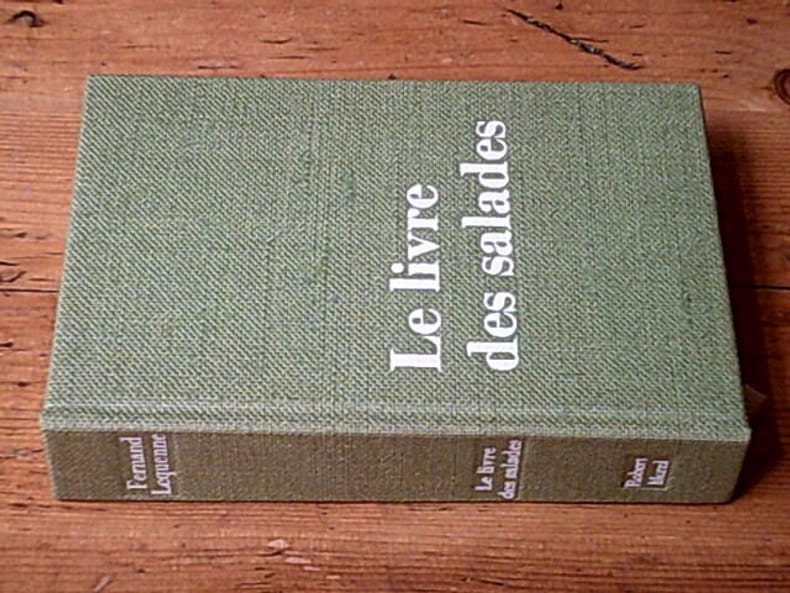 Le livre
des salades
Fernand
Lequenne
Le livre
des salades
Robert
Morel